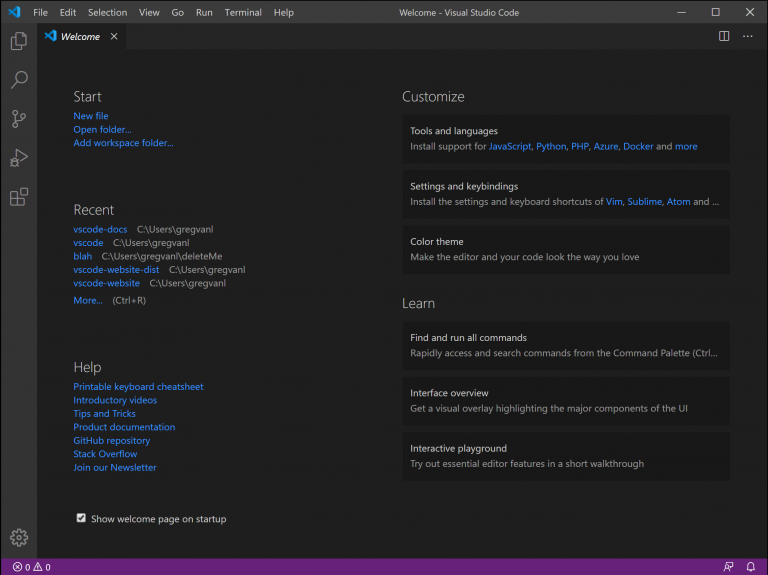 File Edit Selection View Go Run Terminal Help Welcome - Visual Studio Code
Welcome
Start
New file
Open folder...
Add workspace folder...
Recent
vscode-docs C:\Users\gregvanl
vscode C:\Users\gregvanl
blah C:\Users\gregvanl\deleteMe
vscode-website-dist C:\Users\gregvanl
vscode-website C:\Users\gregvanl
More... (Ctrl+R)
Help
Printable keyboard cheatsheet
Introductory videos
Tips and Tricks
Product documentation
GitHub repository
Stack Overflow
Join our Newsletter
Show welcome page on startup
Customize
Tools and languages
Install support for JavaScript, Python, PHP, Azure, Docker and more
Settings and keybindings
Install the settings and keyboard shortcuts of Vim, Sublime, Atom and ...
Color theme
Make the editor and your code look the way you love
Learn
Find and run all commands
Rapidly access and search commands from the Command Palette (Ctrl...
Interface overview
Get a visual overlay highlighting the major components of the UI
Interactive playground
Try out essential editor features in a short walkthrough
0 0